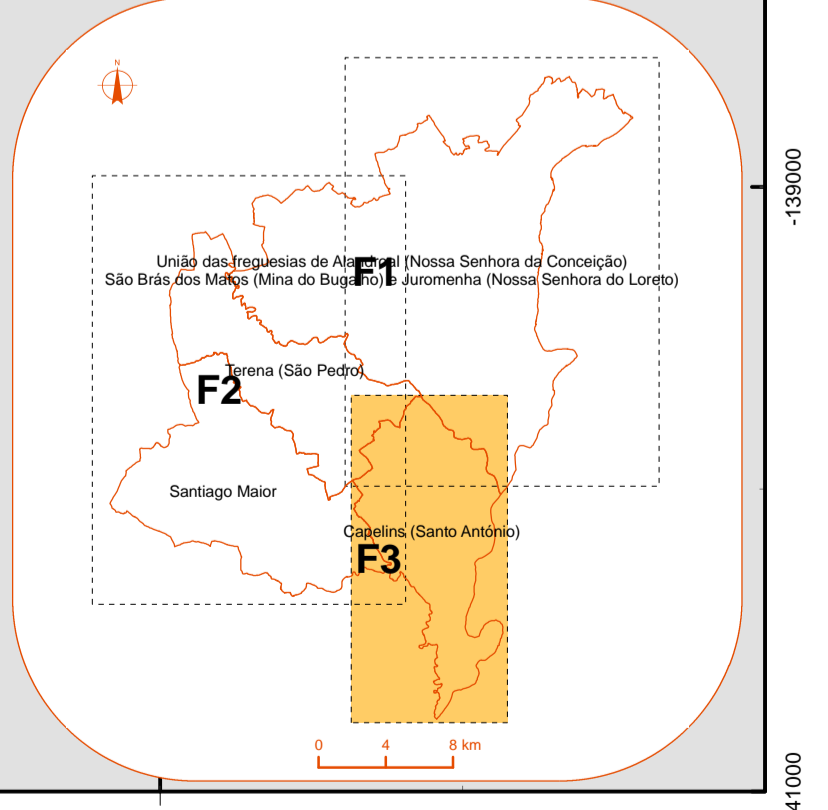 N
-139000
União das freguesias de Alandroal (Nossa Senhora da Conceição)
São Brás dos Matos (Mina do Bugalho) e Juromenha (Nossa Senhora do Loreto)
F1
Terena (São Pedro)
F2
Santiago Maior
Capelins (Santo António)
F3
0 4 8 km
41000